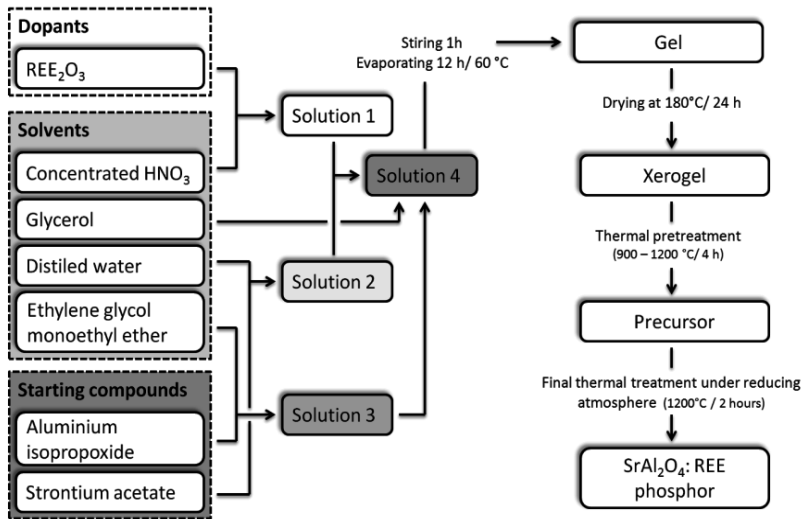 Dopants
REE₂O₃
Solvents
Concentrated HNO₃
Glycerol
Distiled water
Ethylene glycol
monoethyl ether
Starting compounds
Aluminium
isopropoxide
Strontium acetate
Solution 1
Solution 2
Solution 3
Solution 4
Stiring 1h
Evaporating 12 h/ 60 °C
Gel
Drying at 180°C/ 24 h
Xerogel
Thermal pretreatment
(900 – 1200 °C/ 4 h)
Precursor
Final thermal treatment under reducing
atmosphere (1200°C / 2 hours)
SrAl₂O₄: REE
phosphor